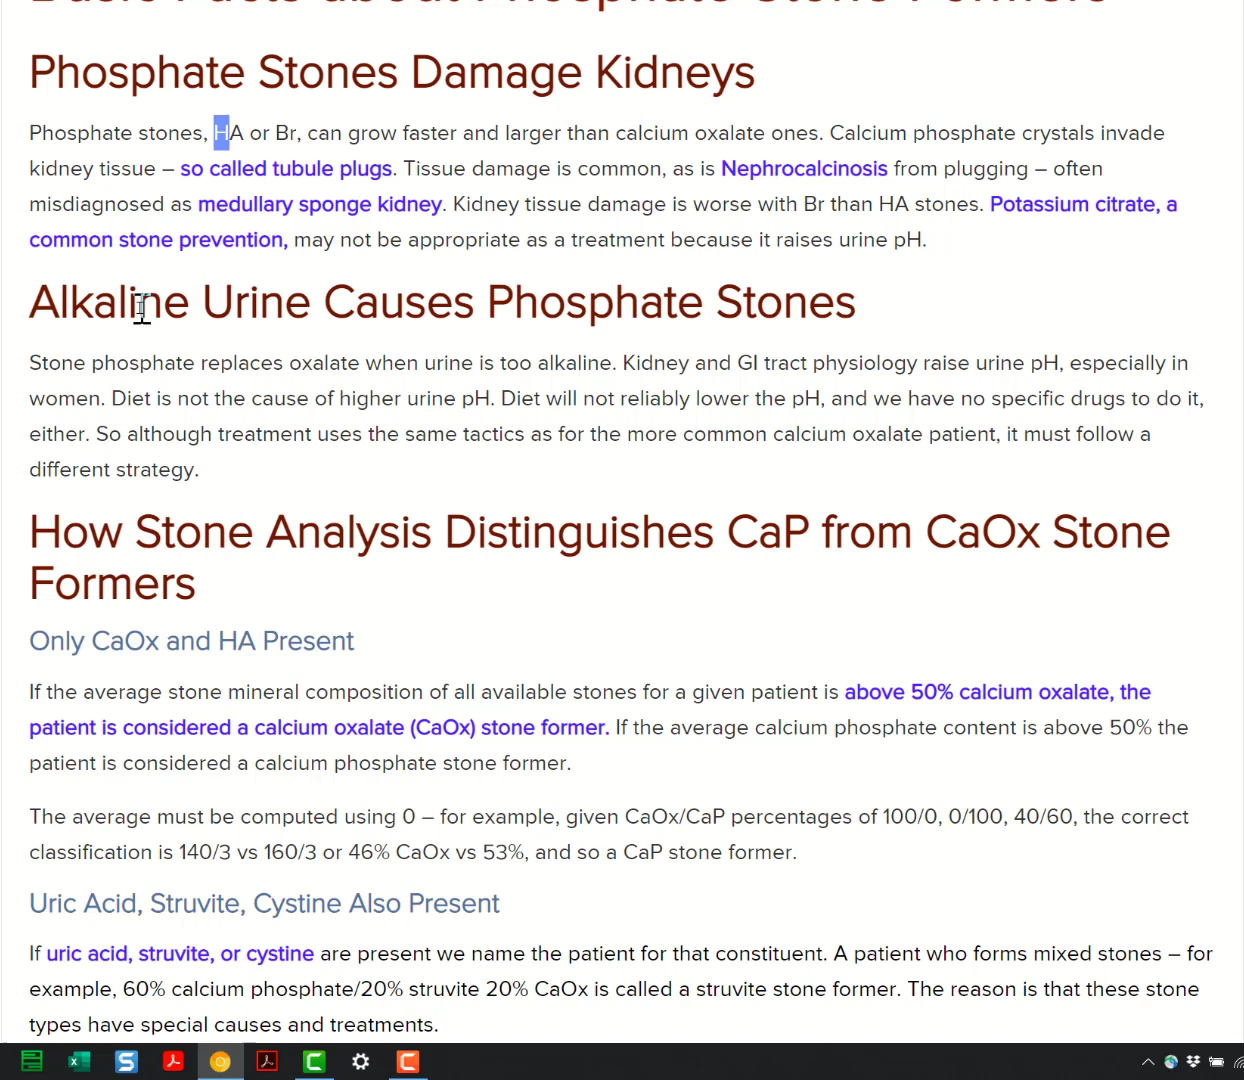 Basic Facts about Phosphate Stone Formers
Phosphate Stones Damage Kidneys
Phosphate stones, HA or Br, can grow faster and larger than calcium oxalate ones. Calcium phosphate crystals invade
kidney tissue – so called tubule plugs. Tissue damage is common, as is Nephrocalcinosis from plugging – often
misdiagnosed as medullary sponge kidney. Kidney tissue damage is worse with Br than HA stones. Potassium citrate, a
common stone prevention, may not be appropriate as a treatment because it raises urine pH.
Alkaline Urine Causes Phosphate Stones
Stone phosphate replaces oxalate when urine is too alkaline. Kidney and GI tract physiology raise urine pH, especially in
women. Diet is not the cause of higher urine pH. Diet will not reliably lower the pH, and we have no specific drugs to do it,
either. So although treatment uses the same tactics as for the more common calcium oxalate patient, it must follow a
different strategy.
How Stone Analysis Distinguishes CaP from CaOx Stone
Formers
Only CaOx and HA Present
If the average stone mineral composition of all available stones for a given patient is above 50% calcium oxalate, the
patient is considered a calcium oxalate (CaOx) stone former. If the average calcium phosphate content is above 50% the
patient is considered a calcium phosphate stone former.
The average must be computed using 0 – for example, given CaOx/CaP percentages of 100/0, 0/100, 40/60, the correct
classification is 140/3 vs 160/3 or 46% CaOx vs 53%, and so a CaP stone former.
Uric Acid, Struvite, Cystine Also Present
If uric acid, struvite, or cystine are present we name the patient for that constituent. A patient who forms mixed stones – for
example, 60% calcium phosphate/20% struvite 20% CaOx is called a struvite stone former. The reason is that these stone
types have special causes and treatments.